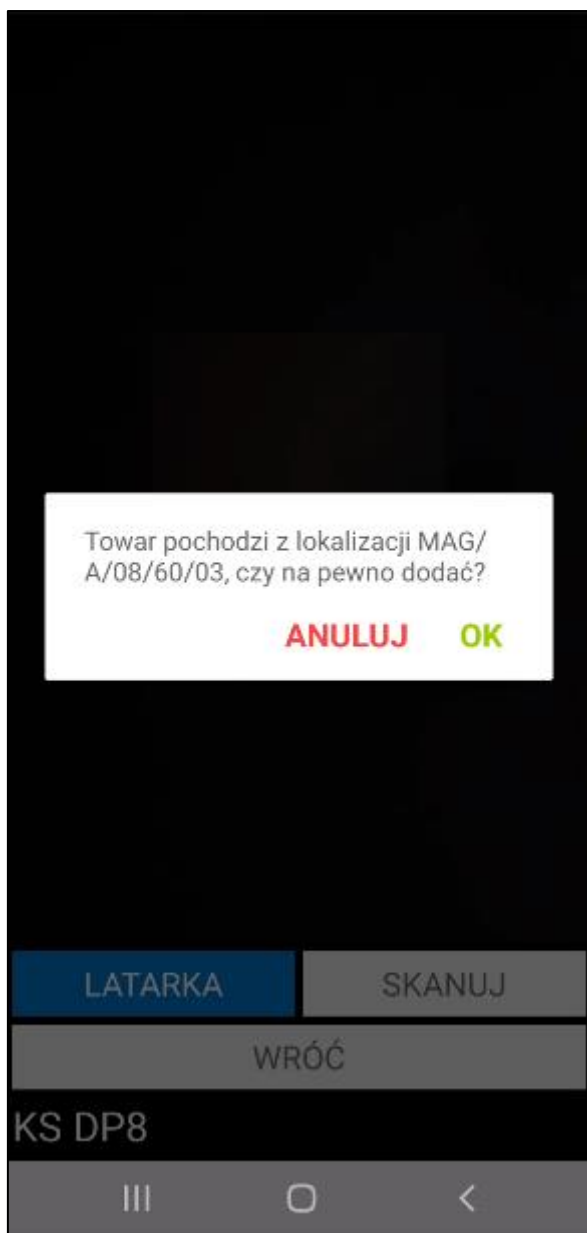 Towar pochodzi z lokalizacji MAG/
A/08/60/03, czy na pewno dodać?
ANULUJ OK
LATARKA SKANUJ
WRÓĆ
KS DP8